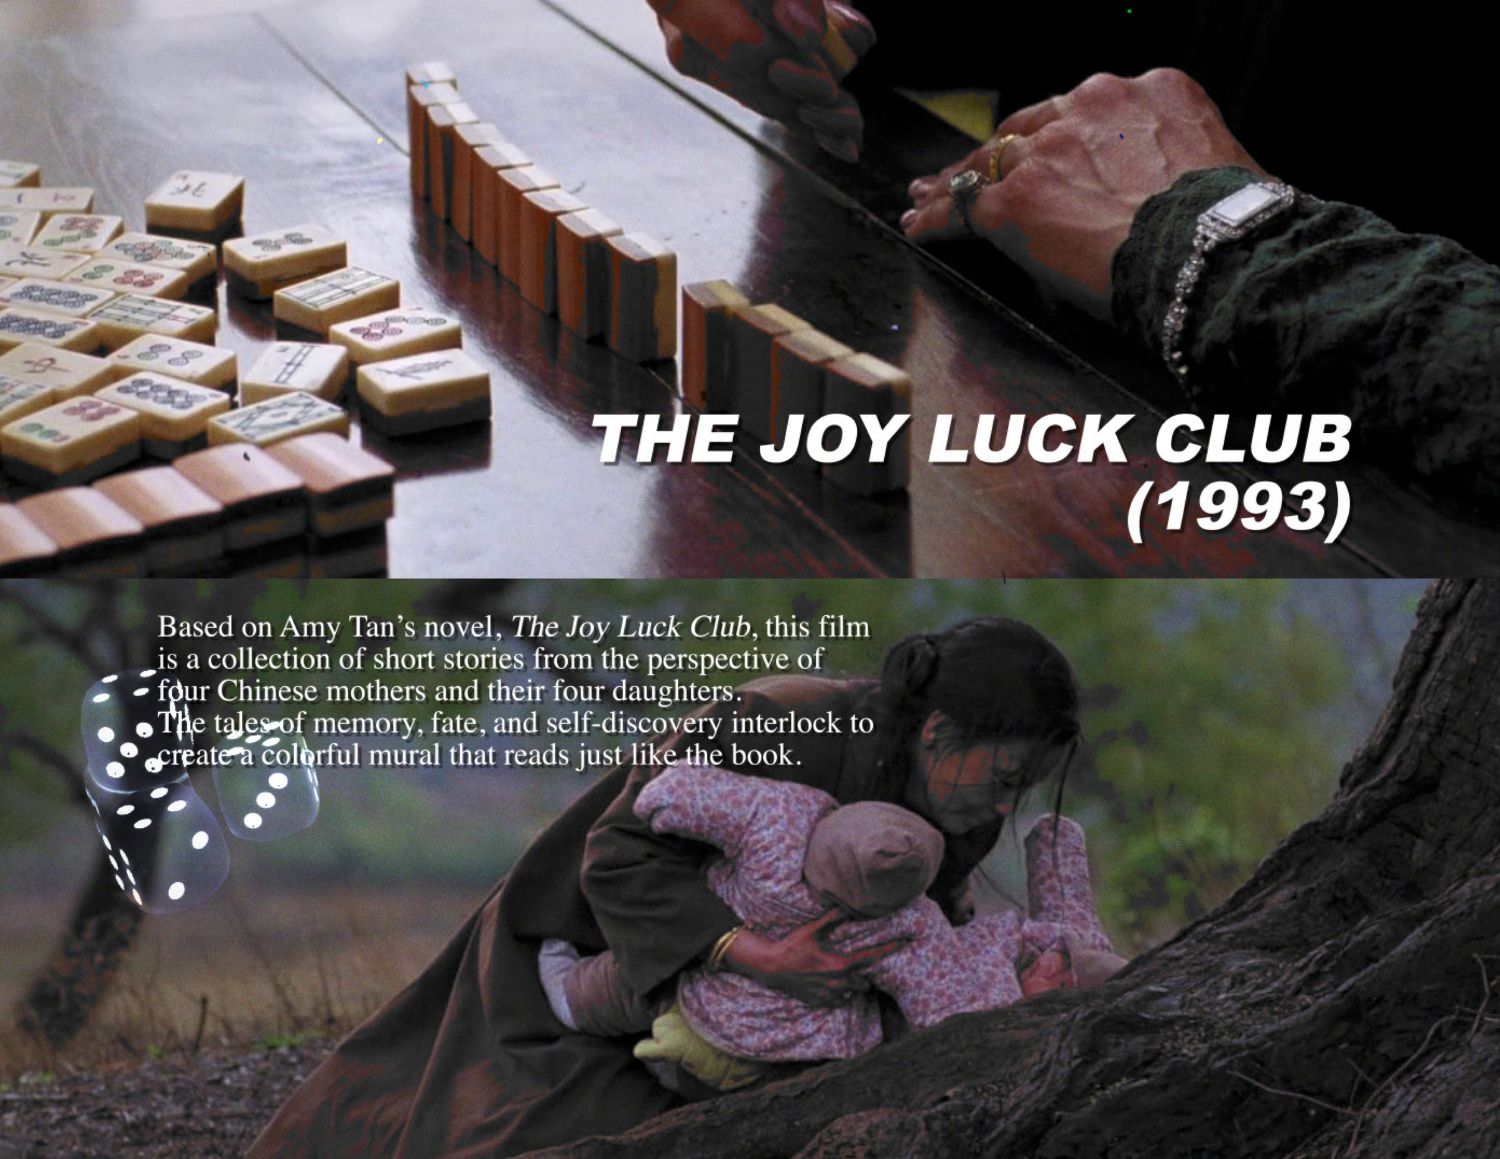 THE JOY LUCK CLUB
(1993)
Based on Amy Tan’s novel, The Joy Luck Club, this film
is a collection of short stories from the perspective of
four Chinese mothers and their four daughters.
The tales of memory, fate, and self-discovery interlock to
create a colorful mural that reads just like the book.